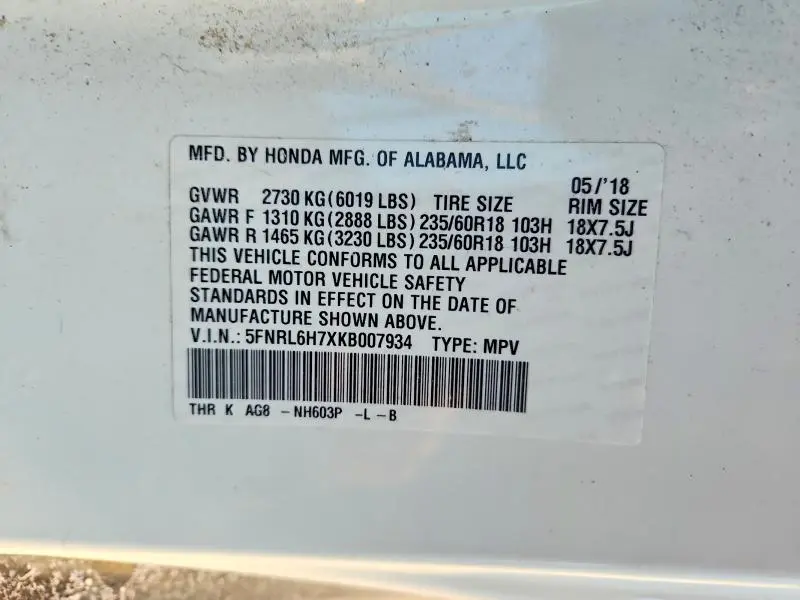 MFD. BY HONDA MFG. OF ALABAMA, LLC
05/'18
GVWR 2730 KG (6019 LBS) TIRE SIZE RIM SIZE
GAWR F 1310 KG (2888 LBS) 235/60R18 103H 18X7.5J
GAWR R 1465 KG (3230 LBS) 235/60R18 103H 18X7.5J
THIS VEHICLE CONFORMS TO ALL APPLICABLE
FEDERAL MOTOR VEHICLE SAFETY
STANDARDS IN EFFECT ON THE DATE OF
MANUFACTURE SHOWN ABOVE.
V.I.N.: 5FNRL6H7XKB007934 TYPE: MPV
THR K AG8 - NH603P -L-B